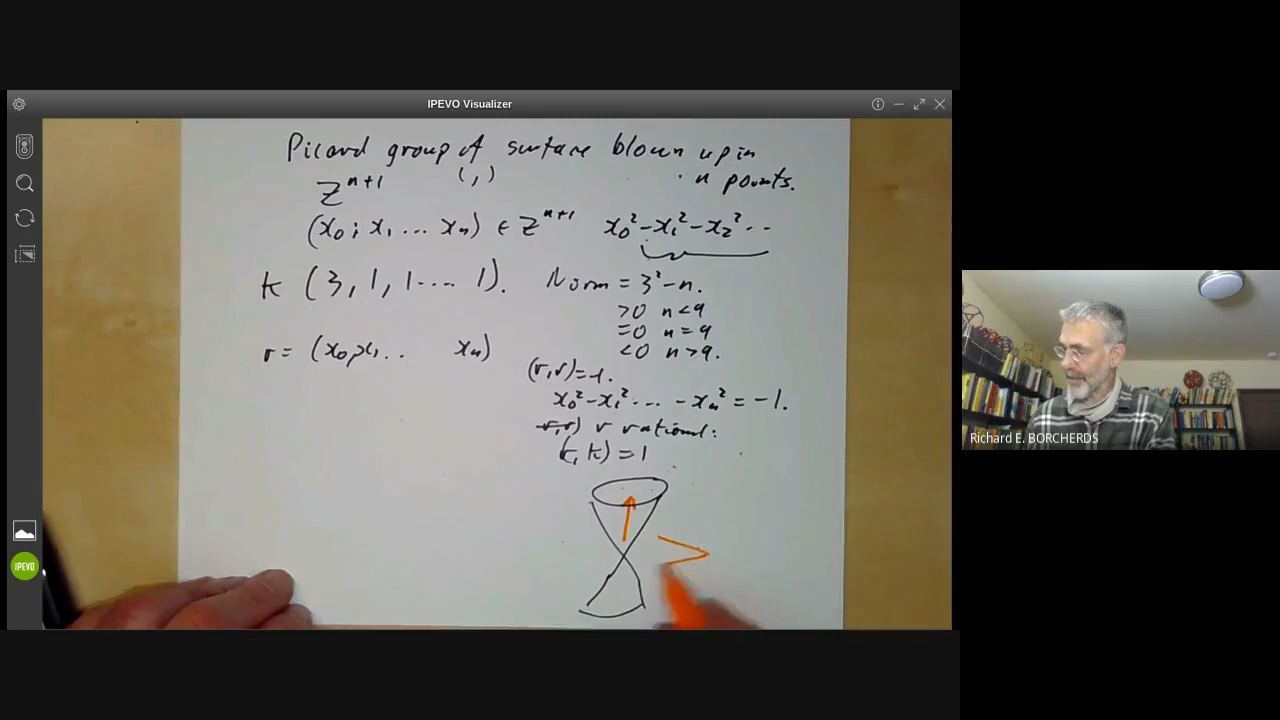 IPEVO Visualizer
Picard group of surface blown up in
n points.
Z^{n+1} ( , )
(x_0; x_1 ... x_n) ∈ Z^{n+1} x_0^2 - x_1^2 - x_2^2 ..
k (3, 1, 1 .... 1). Norm = 3^2 - n.
>0 n<9
=0 n=9
<0 n>9.
r = (x_0, x_1, .. x_n)
(r, r) = -1.
x_0^2 - x_1^2 ... - x_n^2 = -1.
r rational:
(r, k) = 1
Richard E. BORCHERDS
IPEVO